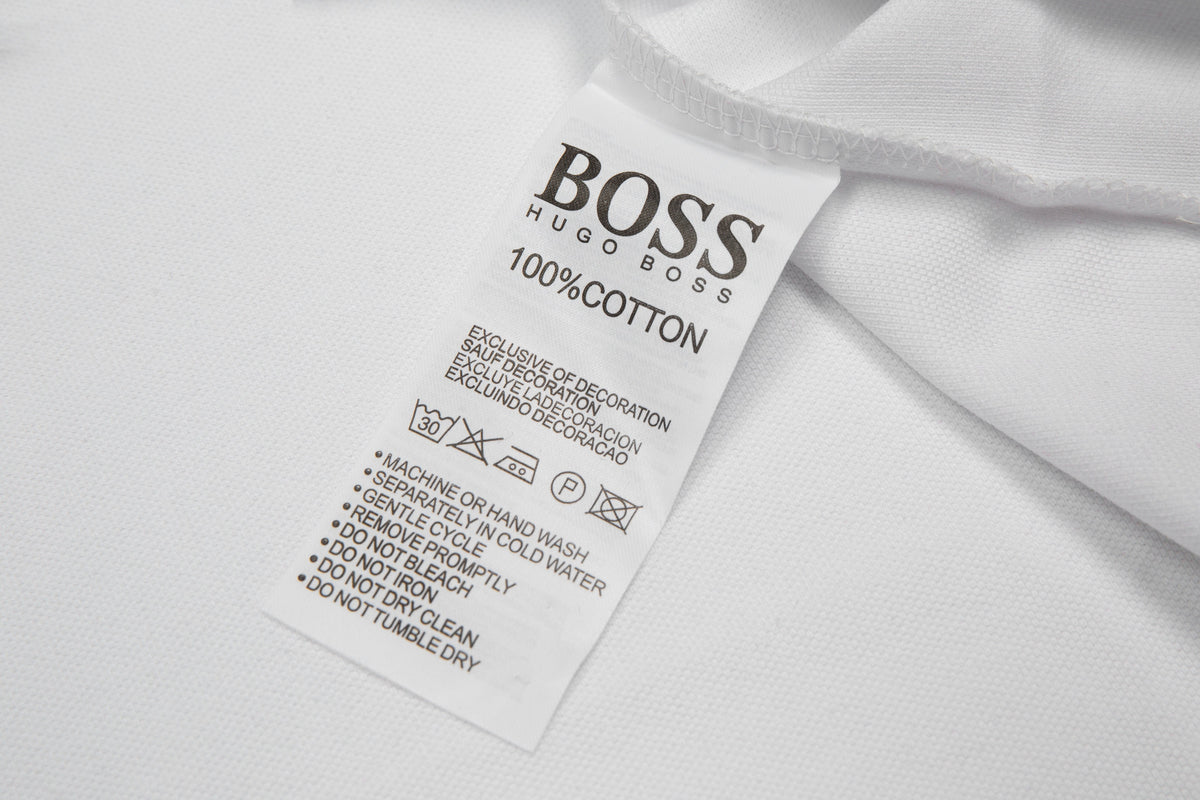 BOSS
HUGO BOSS
100%COTTON
EXCLUSIVE OF DECORATION
SAUF DECORATION
EXCLUYE LADECORACION
EXCLUINDO DECORACAO
30 P
•MACHINE OR HAND WASH
•SEPARATELY IN COLD WATER
•GENTLE CYCLE
•REMOVE PROMPTLY
•DO NOT BLEACH
•DO NOT IRON
•DO NOT DRY CLEAN
•DO NOT TUMBLE DRY